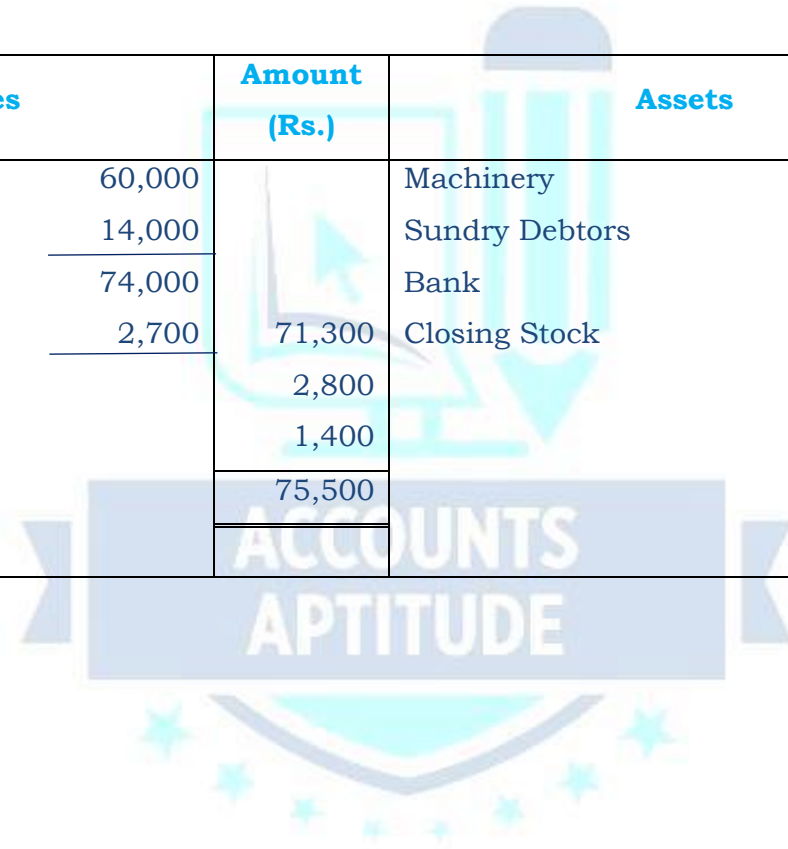 es
Amount
(Rs.)
Assets
60,000 Machinery
14,000 Sundry Debtors
74,000 Bank
2,700 71,300 Closing Stock
2,800
1,400
75,500
ACCOUNTS
APTITUDE